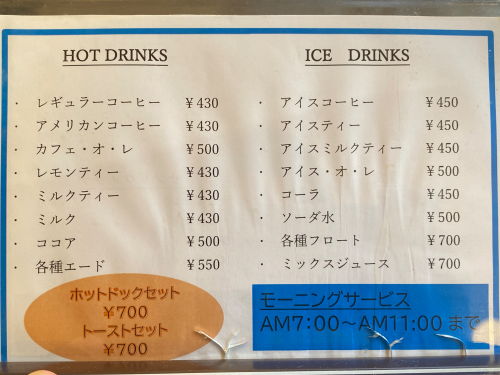 HOT DRINKS
・ レギュラーコーヒー ￥430
・ アメリカンコーヒー ￥430
・ カフェ・オ・レ ￥500
・ レモンティー ￥430
・ ミルクティー ￥430
・ ミルク ￥430
・ ココア ￥500
・ 各種エード ￥550
ホットドックセット
￥700
トーストセット
￥700
ICE DRINKS
・ アイスコーヒー ￥450
・ アイスティー ￥450
・ アイスミルクティー ￥450
・ アイス・オ・レ ￥500
・ コーラ ￥450
・ ソーダ水 ￥500
・ 各種フロート ￥700
・ ミックスジュース ￥700
モーニングサービス
AM7:00～AM11:00 まで